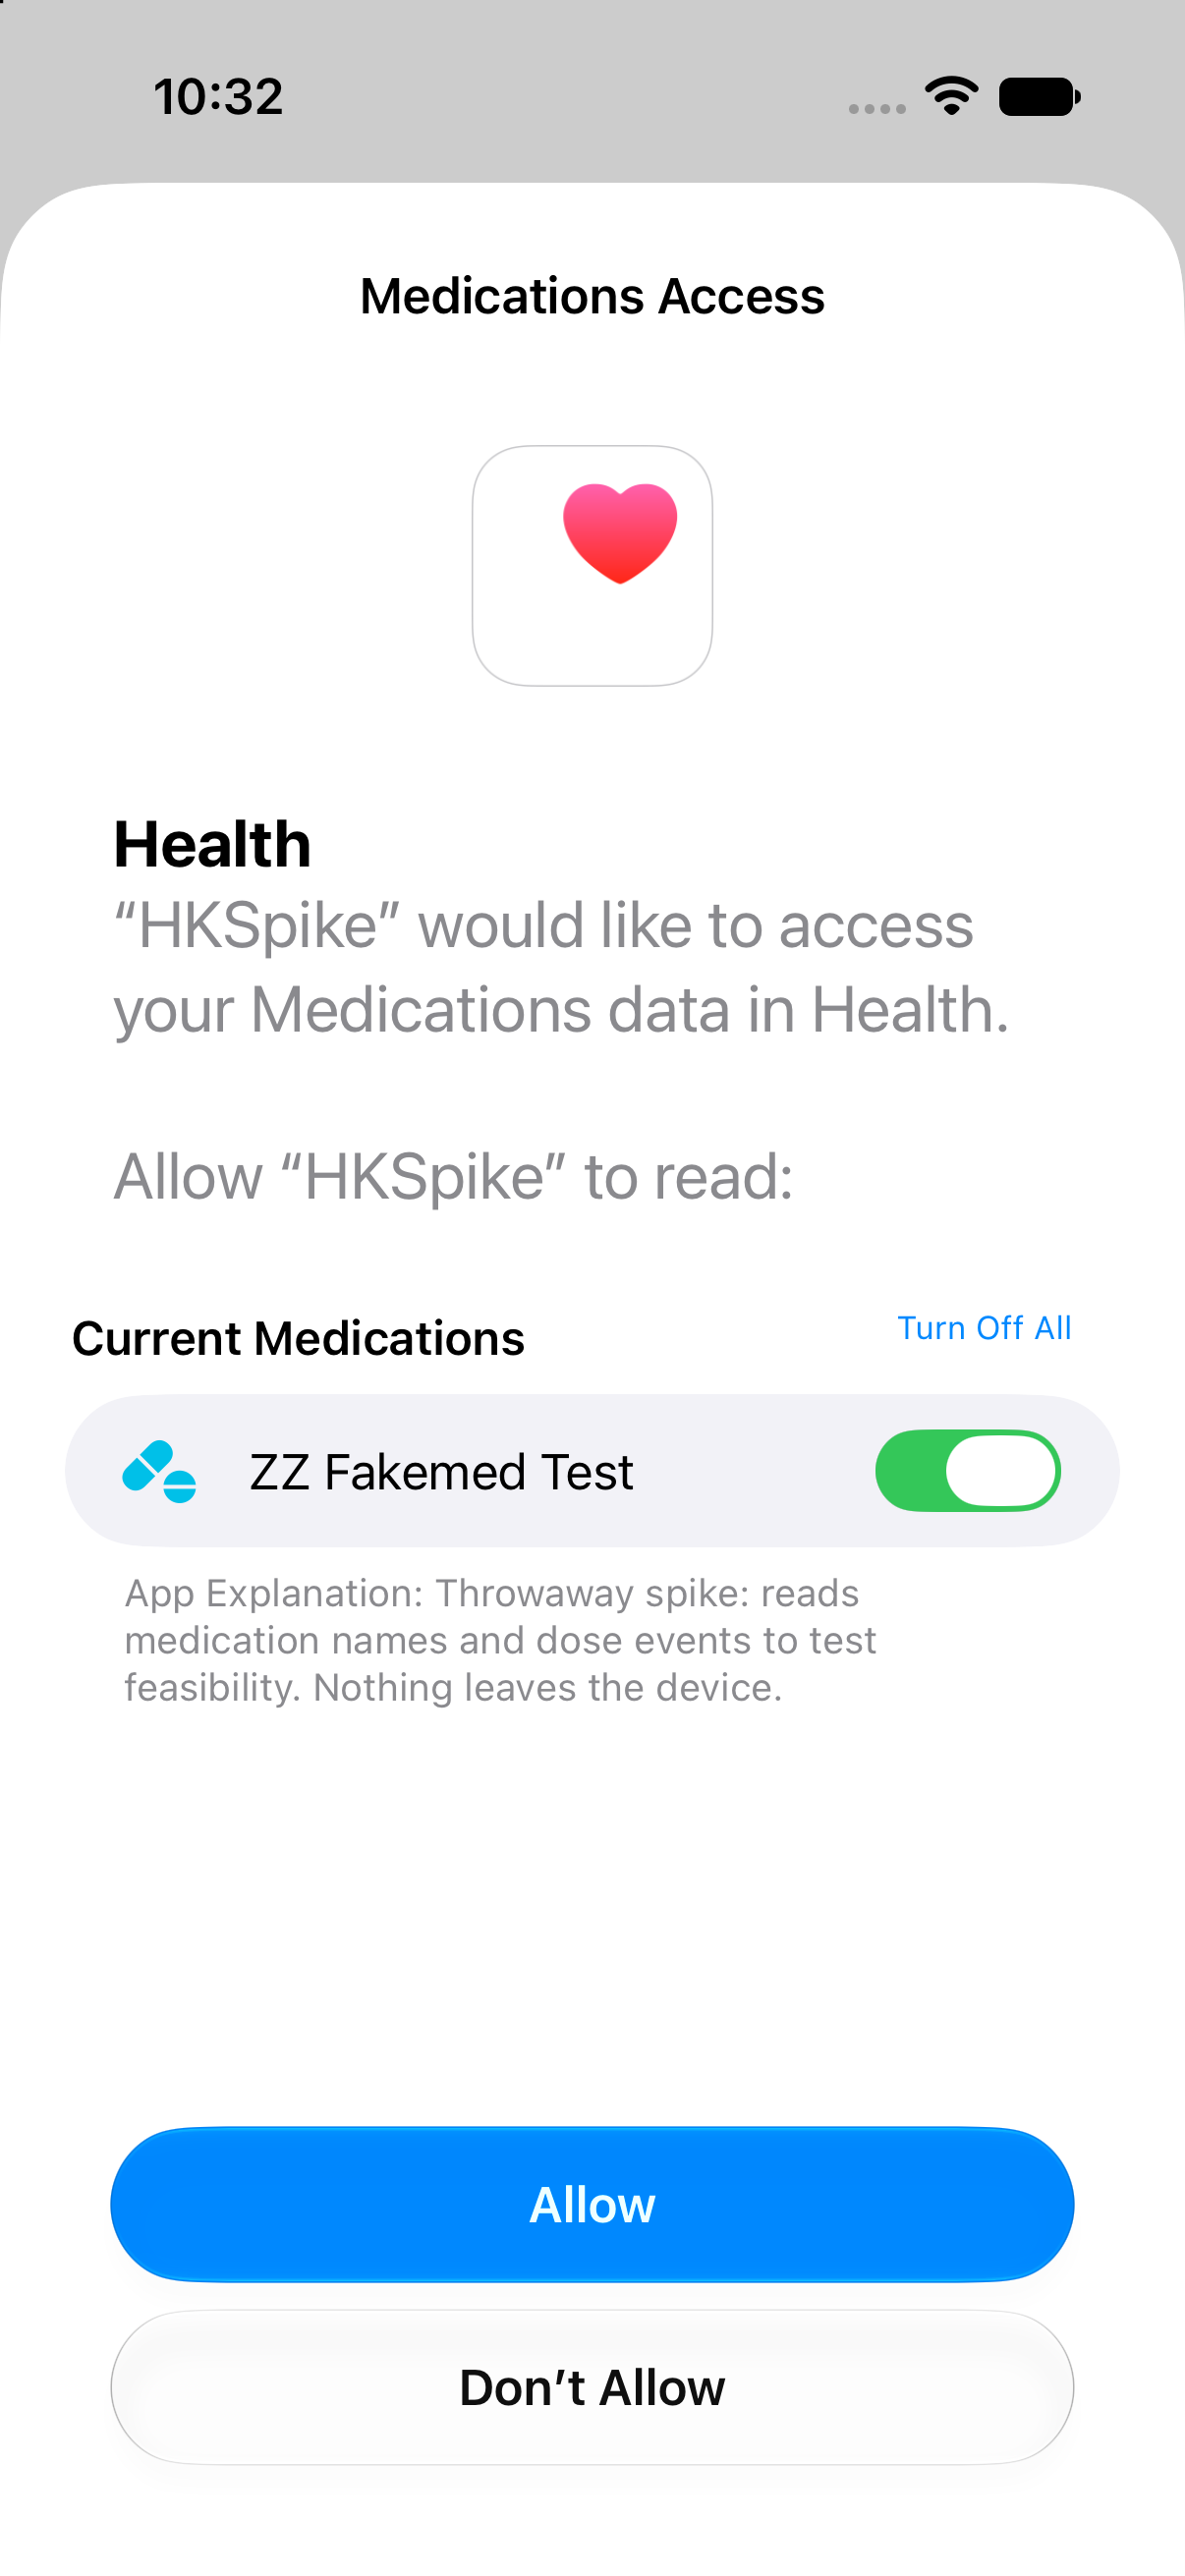 10:32
Medications Access
Health
“HKSpike” would like to access
your Medications data in Health.
Allow “HKSpike” to read:
Current Medications
Turn Off All
ZZ Fakemed Test
App Explanation: Throwaway spike: reads
medication names and dose events to test
feasibility. Nothing leaves the device.
Allow
Don’t Allow